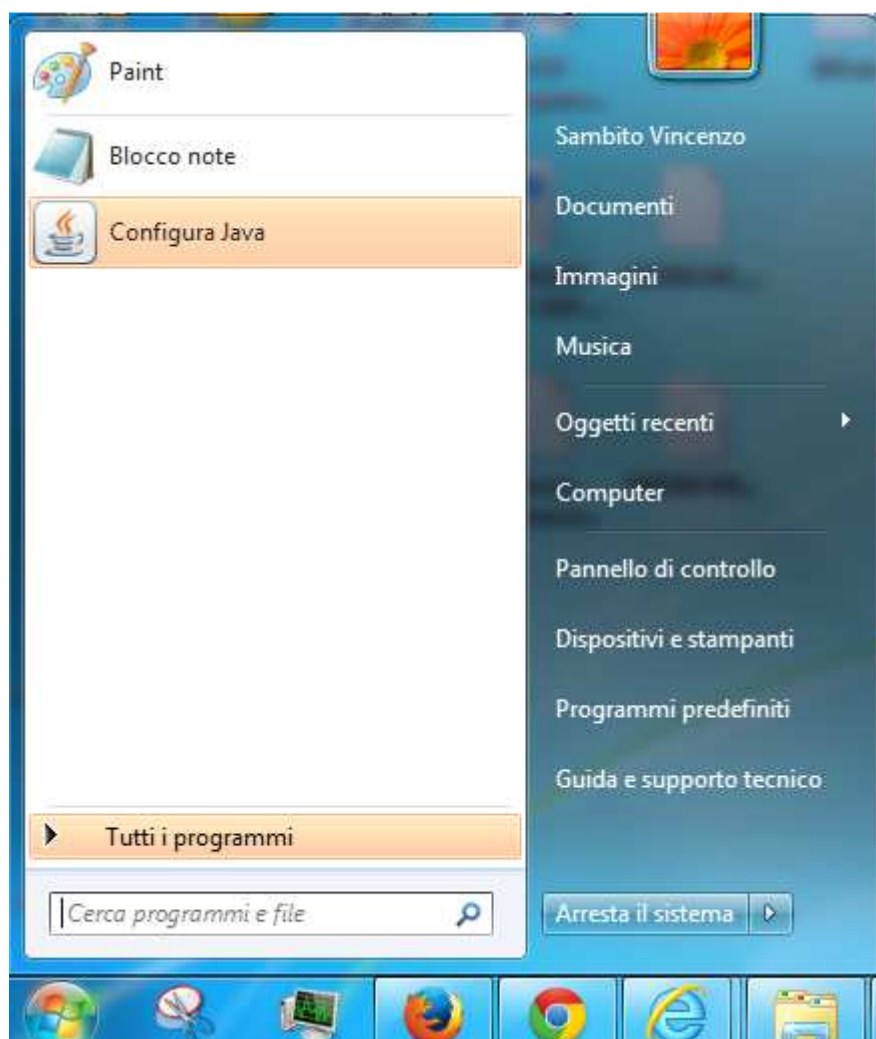 Paint
Blocco note
Configura Java
Tutti i programmi
Cerca programmi e file
Sambito Vincenzo
Documenti
Immagini
Musica
Oggetti recenti
Computer
Pannello di controllo
Dispositivi e stampanti
Programmi predefiniti
Guida e supporto tecnico
Arresta il sistema